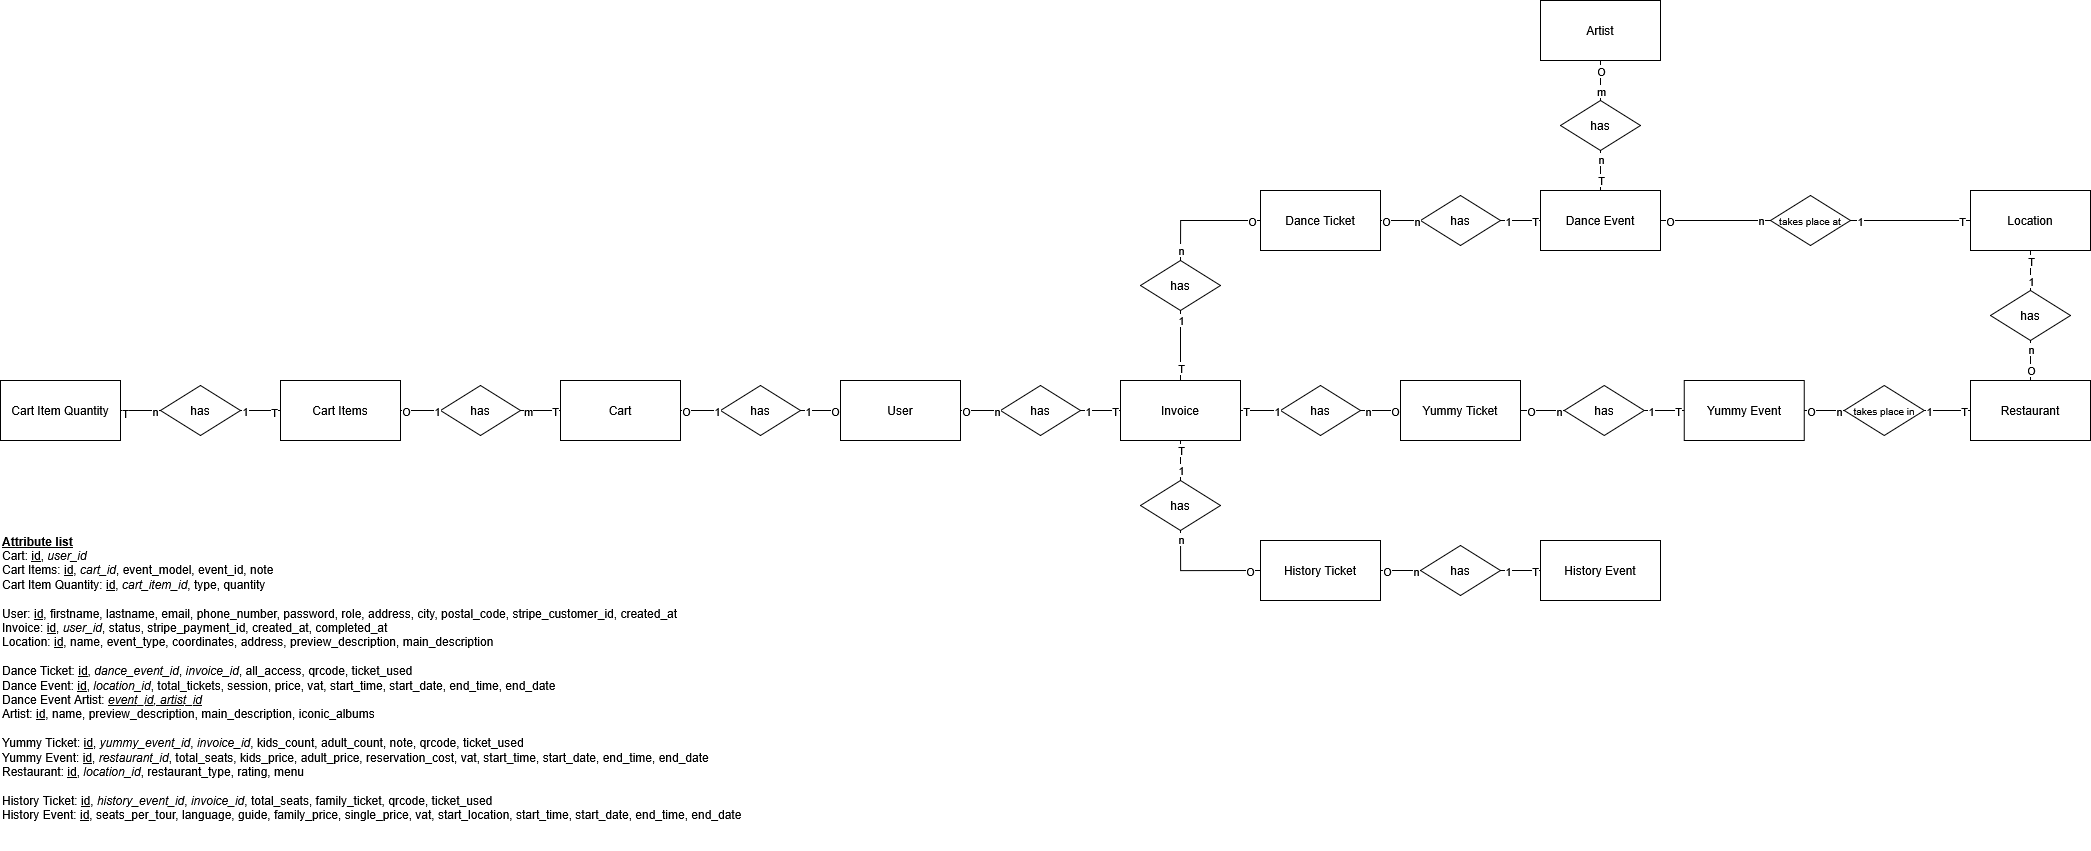 Artist
O
m
has
n
T
Dance Ticket
O
n
has
1
T
Dance Event
O
n
takes place at
1
T
Location
O
n
has
1
T
T
1
has
n
O
Cart Item Quantity
T
n
has
1
T
Cart Items
O
1
has
m
T
Cart
O
1
has
1
O
User
O
n
has
1
T
Invoice
T
1
has
n
O
Yummy Ticket
O
n
has
1
T
Yummy Event
O
n
takes place in
1
T
Restaurant
T
1
has
n
O
History Ticket
O
n
has
1
T
History Event
Attribute list
Cart: id, user_id
Cart Items: id, cart_id, event_model, event_id, note
Cart Item Quantity: id, cart_item_id, type, quantity
User: id, firstname, lastname, email, phone_number, password, role, address, city, postal_code, stripe_customer_id, created_at
Invoice: id, user_id, status, stripe_payment_id, created_at, completed_at
Location: id, name, event_type, coordinates, address, preview_description, main_description
Dance Ticket: id, dance_event_id, invoice_id, all_access, qrcode, ticket_used
Dance Event: id, location_id, total_tickets, session, price, vat, start_time, start_date, end_time, end_date
Dance Event Artist: event_id, artist_id
Artist: id, name, preview_description, main_description, iconic_albums
Yummy Ticket: id, yummy_event_id, invoice_id, kids_count, adult_count, note, qrcode, ticket_used
Yummy Event: id, restaurant_id, total_seats, kids_price, adult_price, reservation_cost, vat, start_time, start_date, end_time, end_date
Restaurant: id, location_id, restaurant_type, rating, menu
History Ticket: id, history_event_id, invoice_id, total_seats, family_ticket, qrcode, ticket_used
History Event: id, seats_per_tour, language, guide, family_price, single_price, vat, start_location, start_time, start_date, end_time, end_date